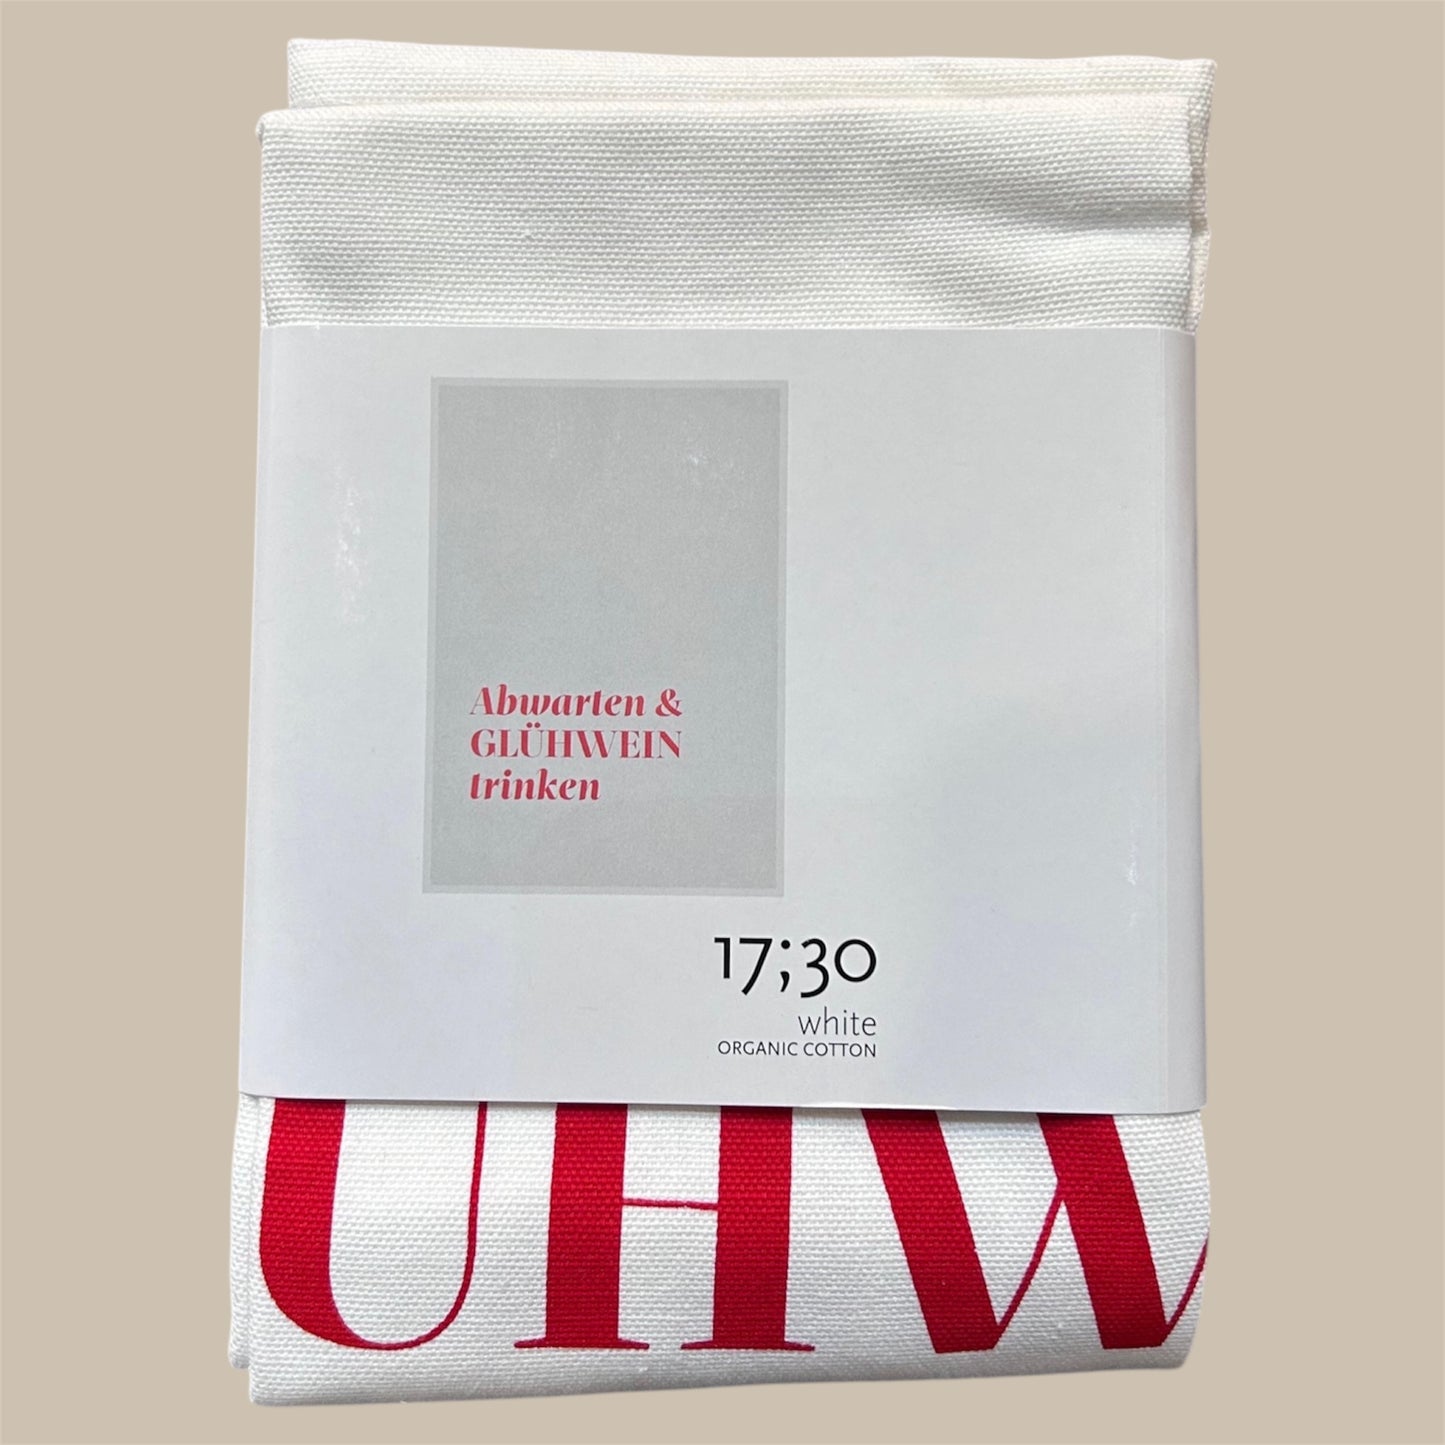 Abwarten &
GLÜHWEIN
trinken
17;30
white
ORGANIC COTTON
UHW